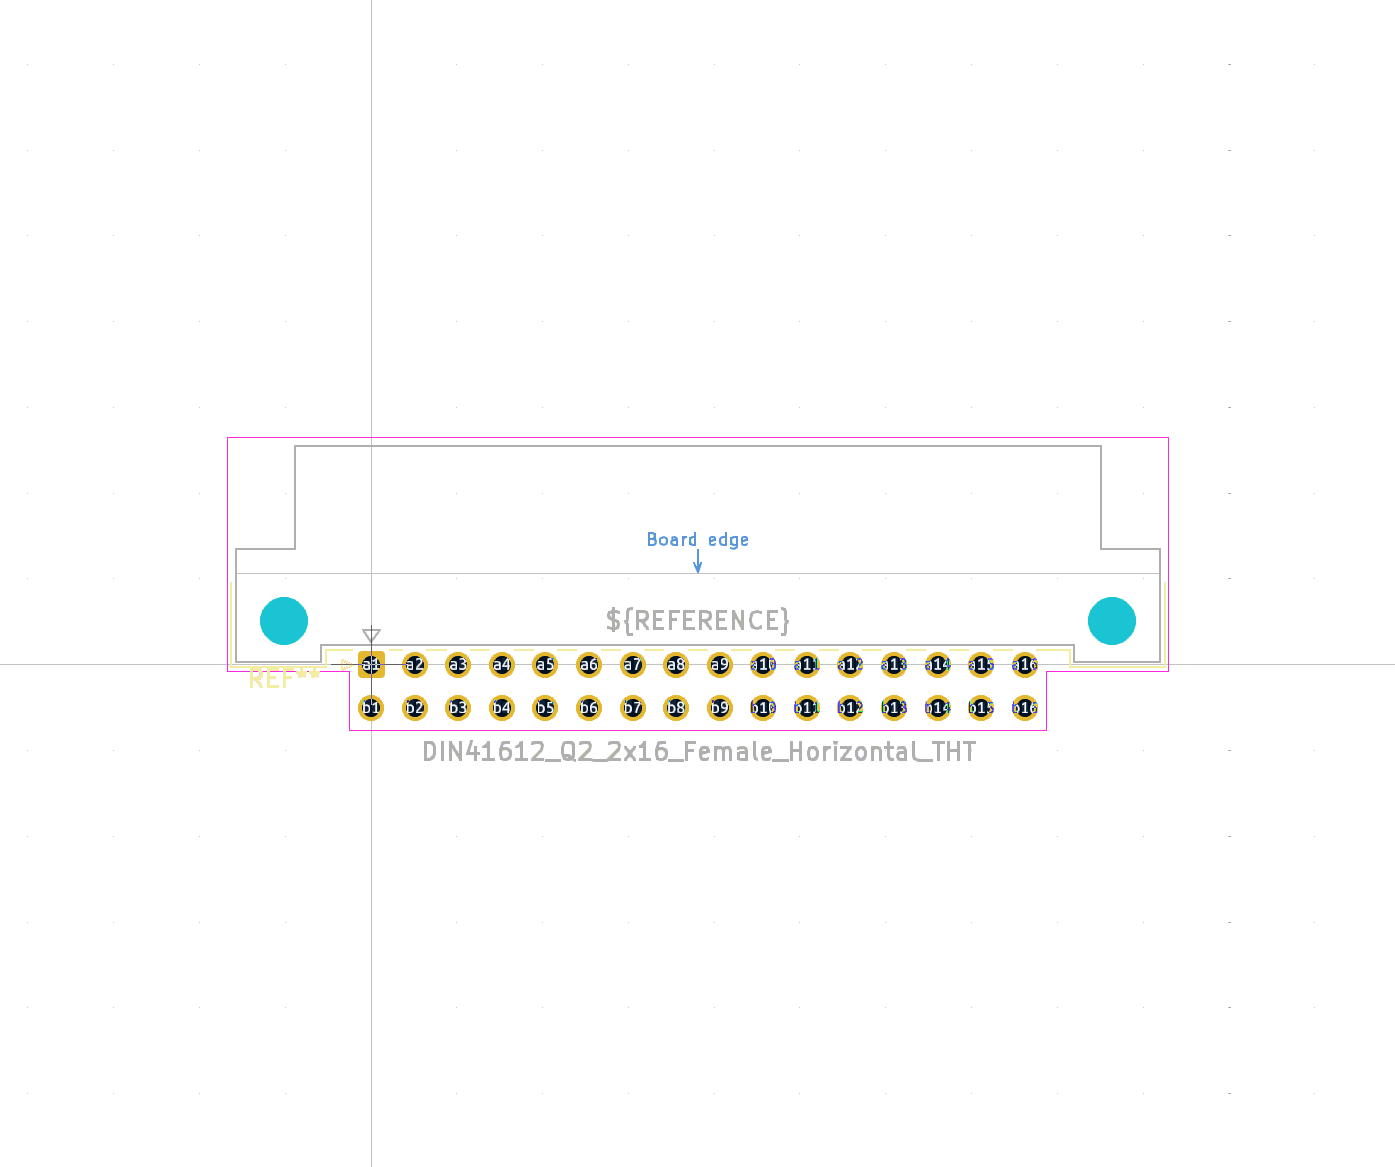 Board edge
${REFERENCE}
REF**
a1 a2 a3 a4 a5 a6 a7 a8 a9 a10 a11 a12 a13 a14 a15 a16
b1 b2 b3 b4 b5 b6 b7 b8 b9 b10 b11 b12 b13 b14 b15 b16
DIN41612_Q2_2x16_Female_Horizontal_THT